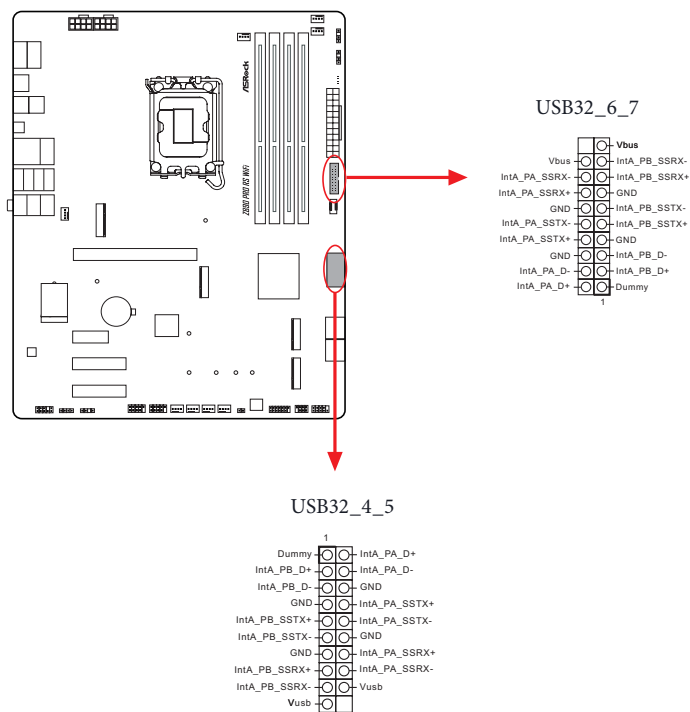 ASRock
Z890 PRO RS WiFi
USB32_6_7
Vbus
Vbus
IntA_PB_SSRX-
IntA_PA_SSRX-
IntA_PB_SSRX+
IntA_PA_SSRX+
GND
GND
IntA_PB_SSTX-
IntA_PA_SSTX-
IntA_PB_SSTX+
IntA_PA_SSTX+
GND
GND
IntA_PB_D-
IntA_PA_D-
IntA_PB_D+
IntA_PA_D+
Dummy
1
USB32_4_5
1
Dummy
IntA_PA_D+
IntA_PB_D+
IntA_PA_D-
IntA_PB_D-
GND
GND
IntA_PA_SSTX+
IntA_PB_SSTX+
IntA_PA_SSTX-
IntA_PB_SSTX-
GND
GND
IntA_PA_SSRX+
IntA_PB_SSRX+
IntA_PA_SSRX-
IntA_PB_SSRX-
Vusb
Vusb